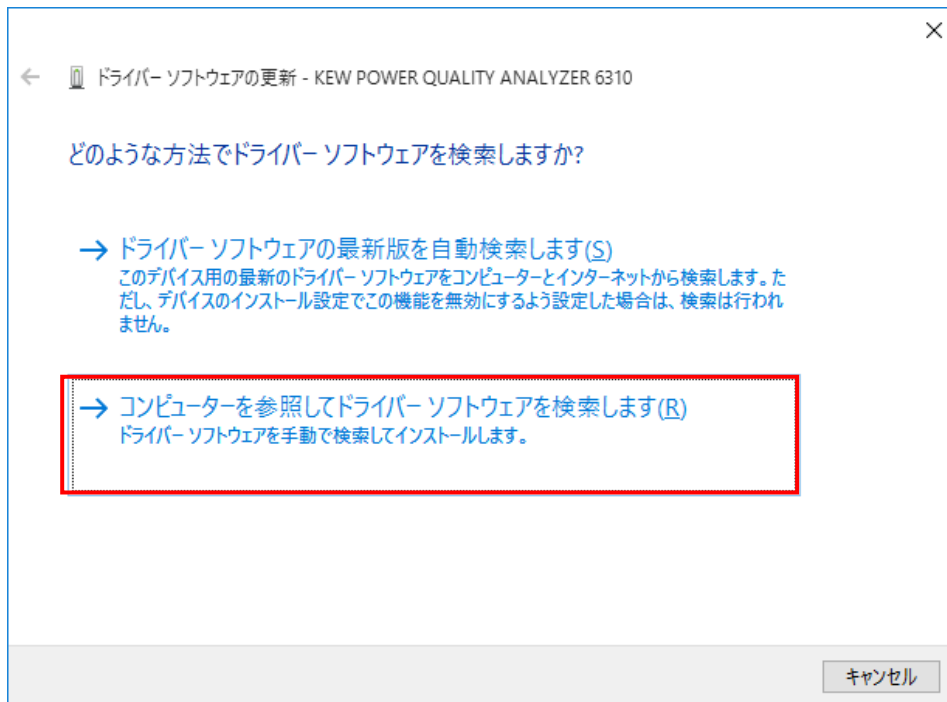 ドライバー ソフトウェアの更新 - KEW POWER QUALITY ANALYZER 6310
どのような方法でドライバー ソフトウェアを検索しますか?
→ ドライバー ソフトウェアの最新版を自動検索します(S)
このデバイス用の最新のドライバー ソフトウェアをコンピューターとインターネットから検索します。た
だし、デバイスのインストール設定でこの機能を無効にするよう設定した場合は、検索は行われ
ません。
→ コンピューターを参照してドライバー ソフトウェアを検索します(R)
ドライバー ソフトウェアを手動で検索してインストールします。
キャンセル